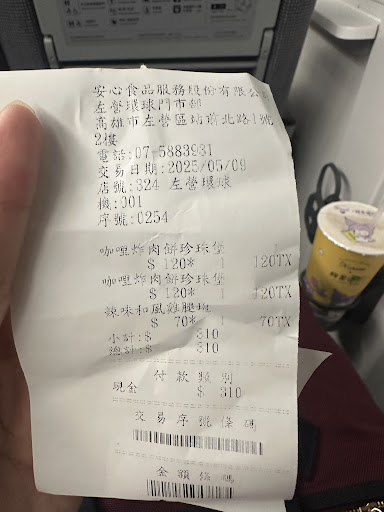 安心食品服務股份有限公司
左營環球門市部
高雄市左營區站前北路1號
2樓
電話:07-5883931
交易日期:2025/05/09
店號:324 左營環球
機:001
序號:0254
咖哩炸肉餅珍珠堡
$ 120* 1 120TX
咖哩炸肉餅珍珠堡
$ 120* 1 120TX
辣味和風雞腿堡
$ 70* 1 70TX
小計:$ 310
總計:$ 310
付款類別
現金 $ 310
交易序號條碼
金額條碼